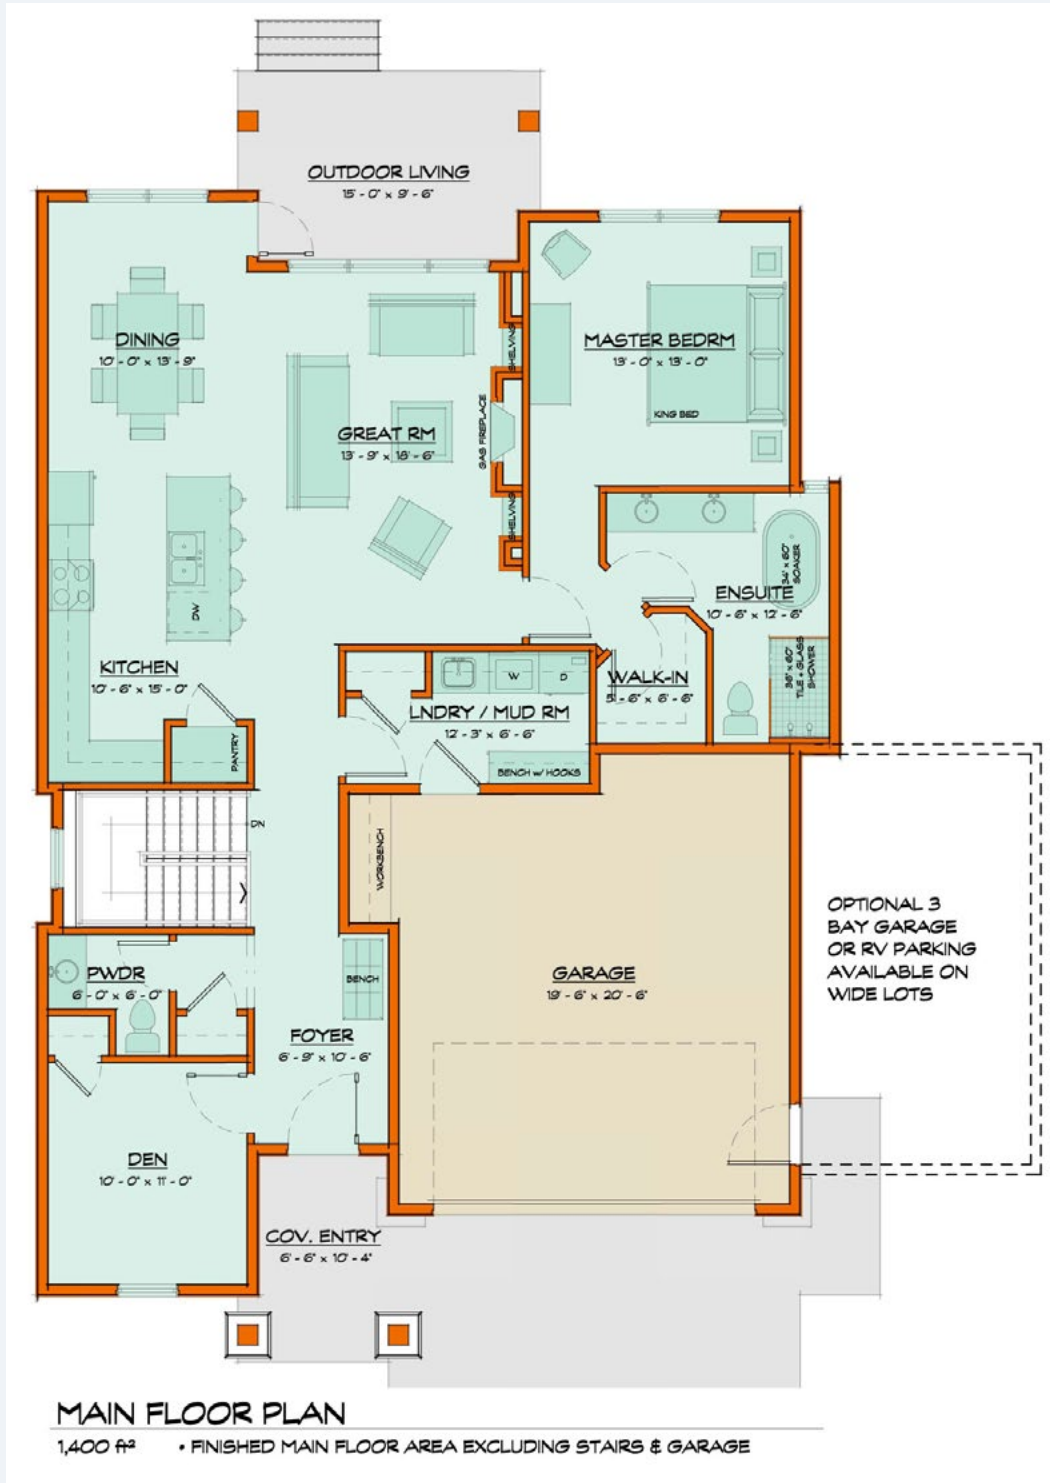 OUTDOOR LIVING
15'-0" x 9'-6"
DINING
10'-0" x 13'-9"
SHELVING
MASTER BEDRM
13'-0" x 13'-0"
KING BED
GREAT RM
13'-9" x 18'-6"
GAS FIREPLACE
SHELVING
34" x 60"
SOAKER
ENSUITE
10'-6" x 12'-6"
DW
KITCHEN
10'-6" x 15'-0"
W
D
WALK-IN
5'-6" x 6'-6"
36" x 60"
TILE + GLASS
SHOWER
LNDRY / MUD RM
12'-3" x 6'-6"
PANTRY
BENCH w/ HOOKS
DN
WORKBENCH
OPTIONAL 3
BAY GARAGE
OR RV PARKING
AVAILABLE ON
WIDE LOTS
PWDR
6'-0" x 6'-0"
BENCH
GARAGE
19'-6" x 20'-6"
FOYER
6'-9" x 10'-6"
DEN
10'-0" x 11'-0"
COV. ENTRY
6'-6" x 10'-4"
MAIN FLOOR PLAN
1,400 ft² • FINISHED MAIN FLOOR AREA EXCLUDING STAIRS & GARAGE